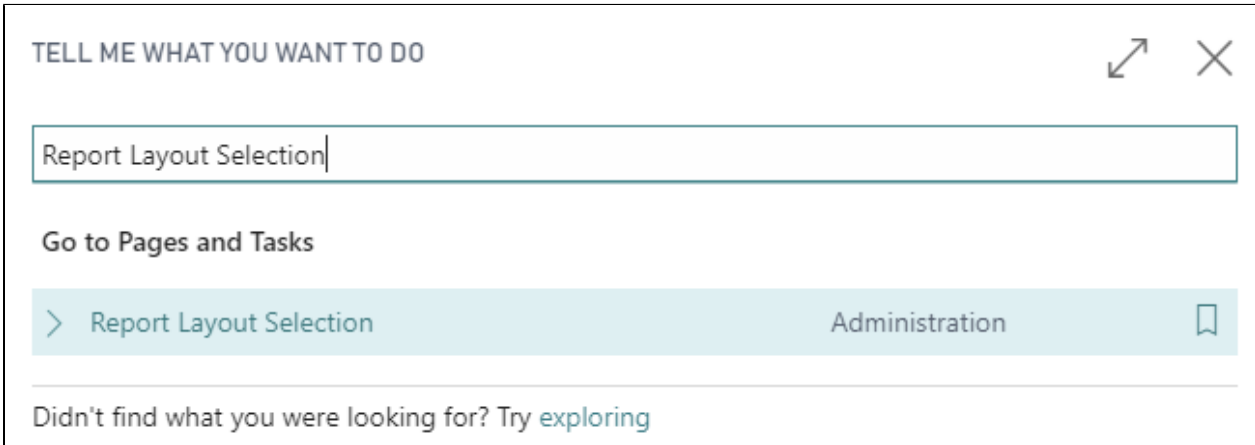 TELL ME WHAT YOU WANT TO DO
Report Layout Selection
Go to Pages and Tasks
Report Layout Selection Administration
Didn't find what you were looking for? Try exploring